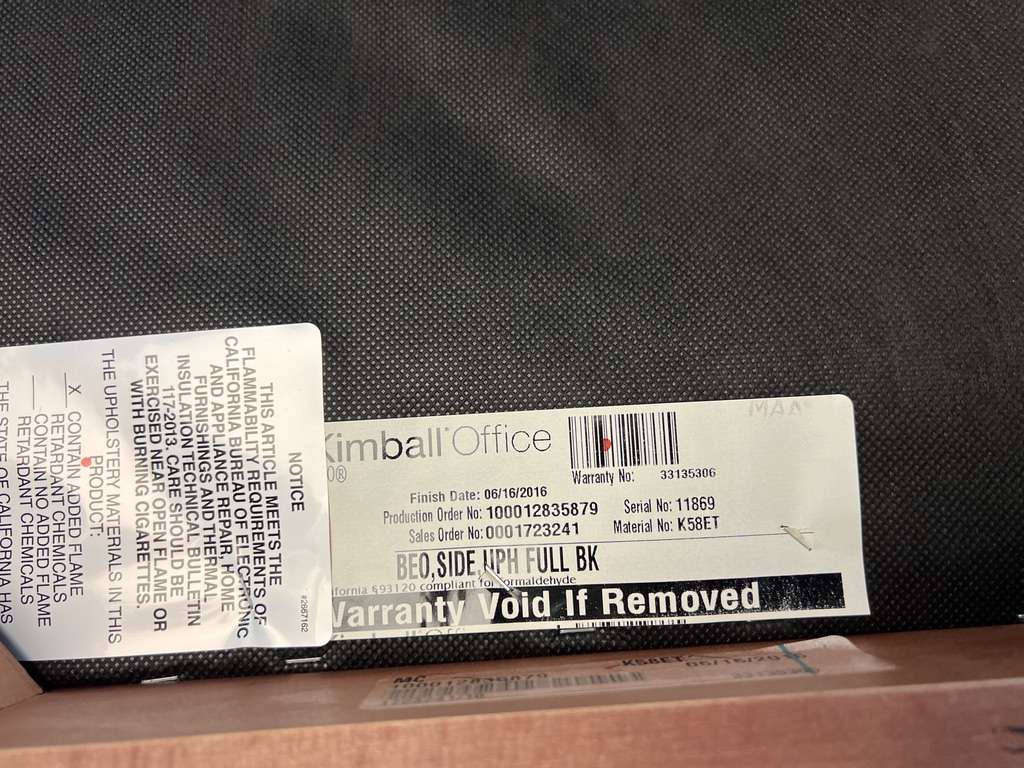 NOTICE
THIS ARTICLE MEETS THE
FLAMMABILITY REQUIREMENTS OF
CALIFORNIA BUREAU OF ELECTRONIC
AND APPLIANCE REPAIR, HOME
FURNISHINGS AND THERMAL
INSULATION TECHNICAL BULLETIN
117-2013. CARE SHOULD BE
EXERCISED NEAR OPEN FLAME OR
WITH BURNING CIGARETTES.
THE UPHOLSTERY MATERIALS IN THIS
PRODUCT:
X CONTAIN ADDED FLAME
RETARDANT CHEMICALS
CONTAIN NO ADDED FLAME
RETARDANT CHEMICALS
THE STATE OF CALIFORNIA HAS
#2667162
Kimball Office
Warranty No: 33135306
Finish Date: 06/16/2016
Production Order No: 100012835879
Serial No: 11869
Sales Order No: 0001723241
Material No: K58ET
BEO,SIDE,UPH FULL BK
ifornia §93120 compliant for formaldehyde
Warranty Void If Removed
MC
K58ET